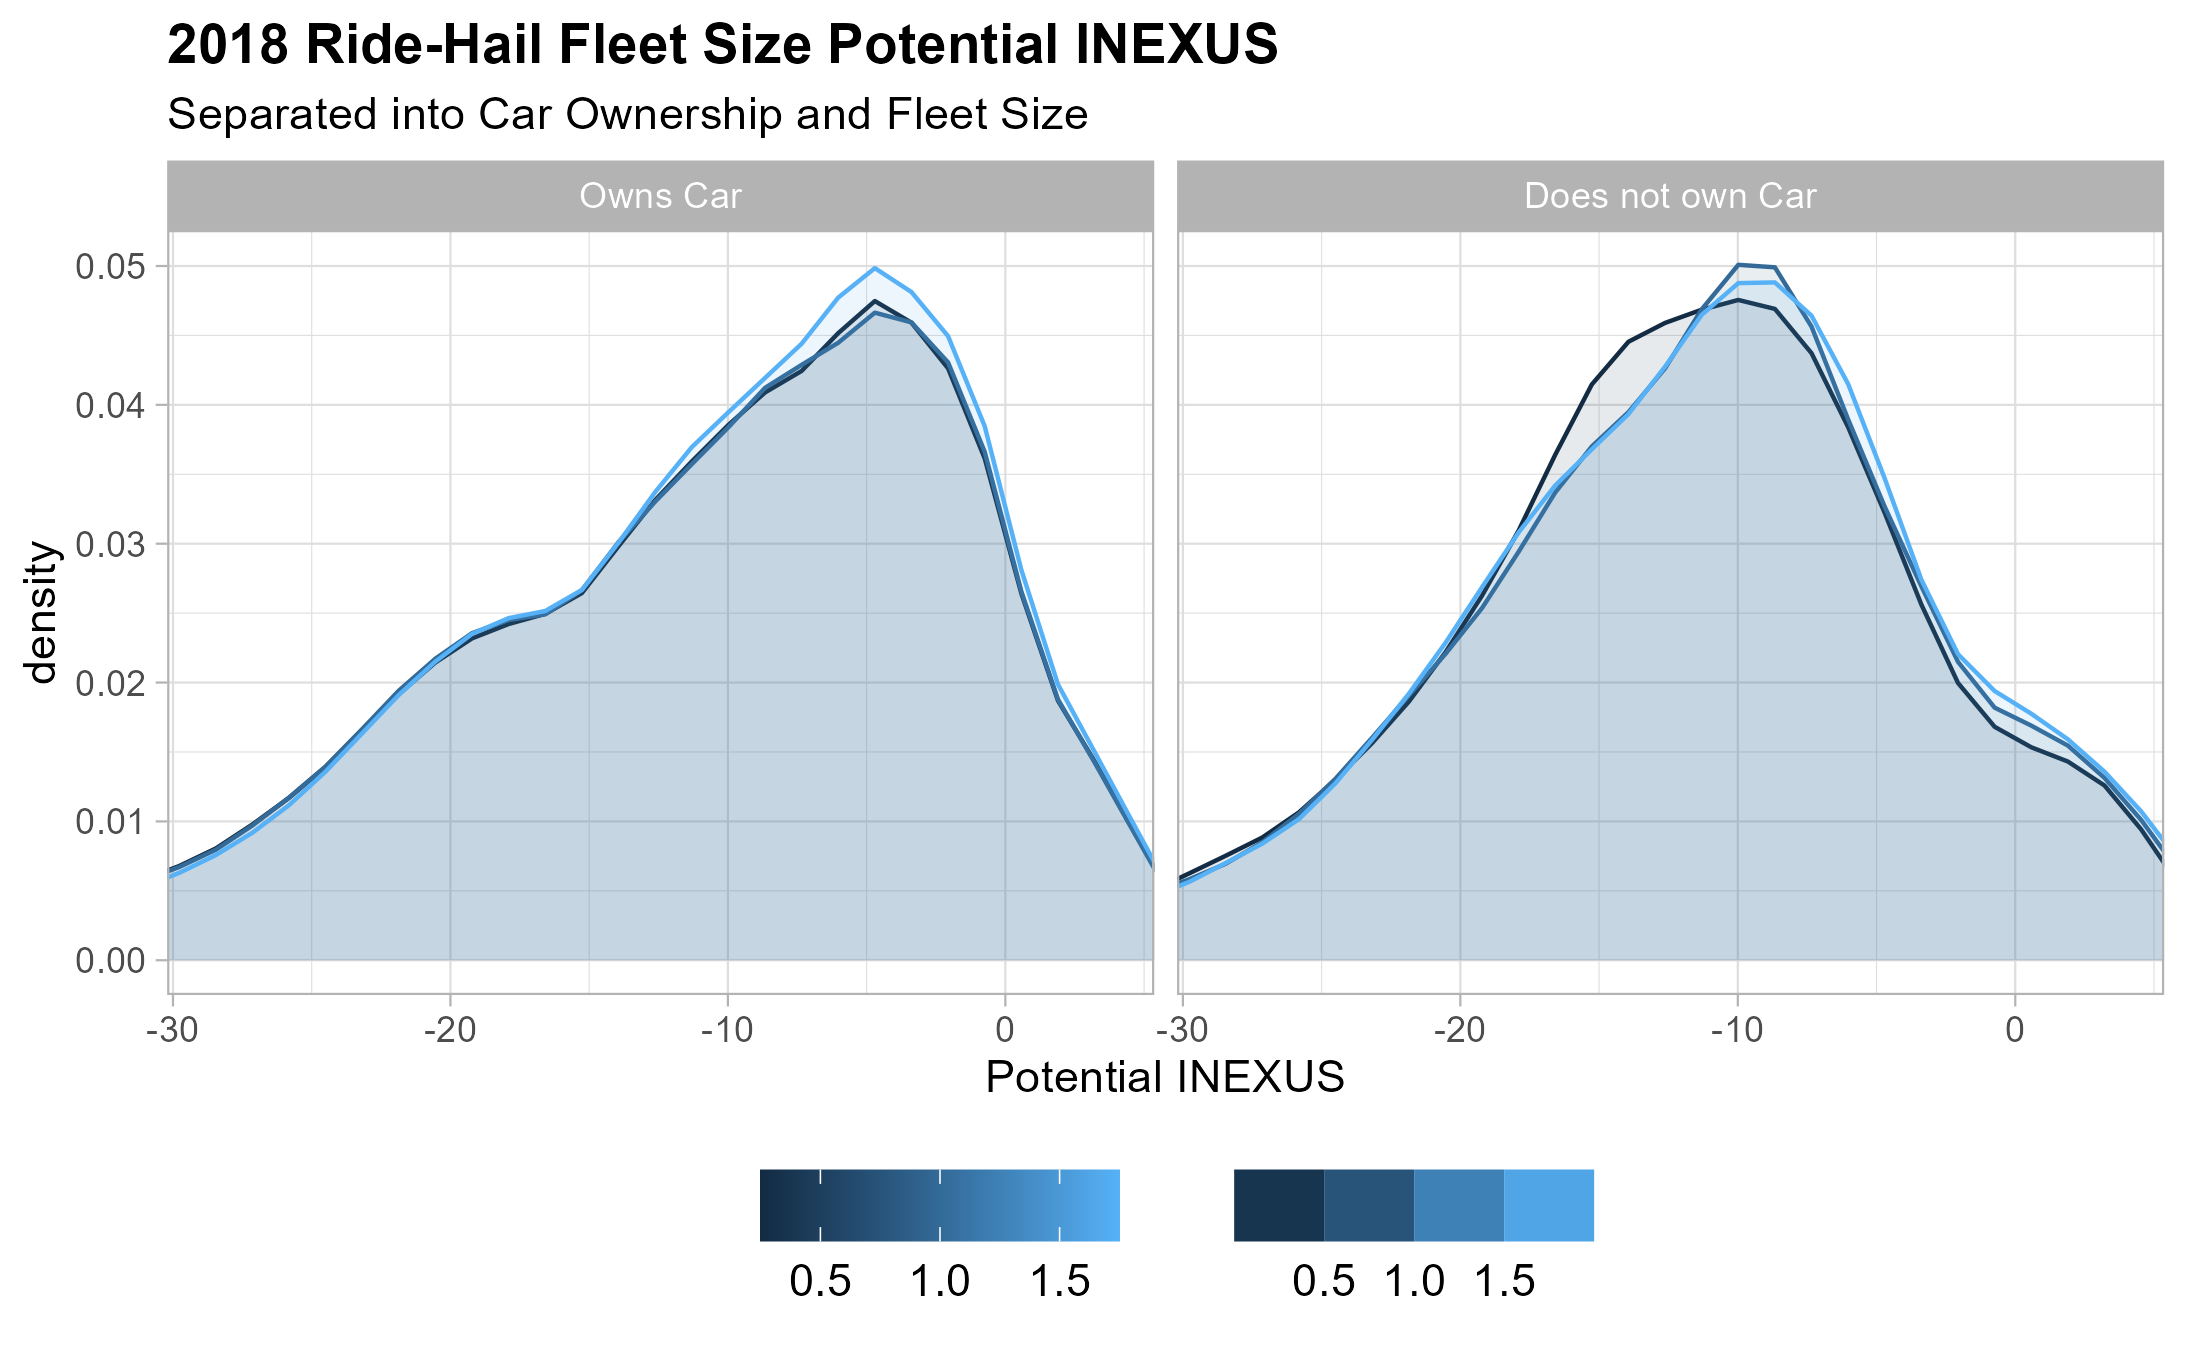 2018 Ride-Hail Fleet Size Potential INEXUS
Separated into Car Ownership and Fleet Size
Owns Car
Does not own Car
density
0.05
0.04
0.03
0.02
0.01
0.00
-30 -20 -10 0
-30 -20 -10 0
Potential INEXUS
0.5 1.0 1.5
0.5 1.0 1.5